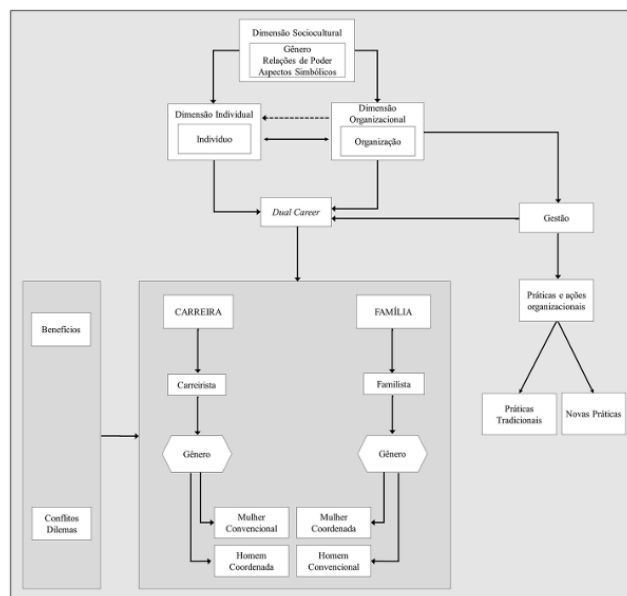 Dimensão Sociocultural
Gênero
Relações de Poder
Aspectos Simbólicos
Dimensão Individual
Indivíduo
Dimensão
Organizacional
Organização
Dual Career
Gestão
Práticas e ações
organizacionais
Práticas
Tradicionais
Novas Práticas
Benefícios
Conflitos
Dilemas
CARREIRA
FAMÍLIA
Carreirista
Familista
Gênero
Gênero
Mulher
Convencional
Mulher
Coordenada
Homem
Coordenada
Homem
Convencional